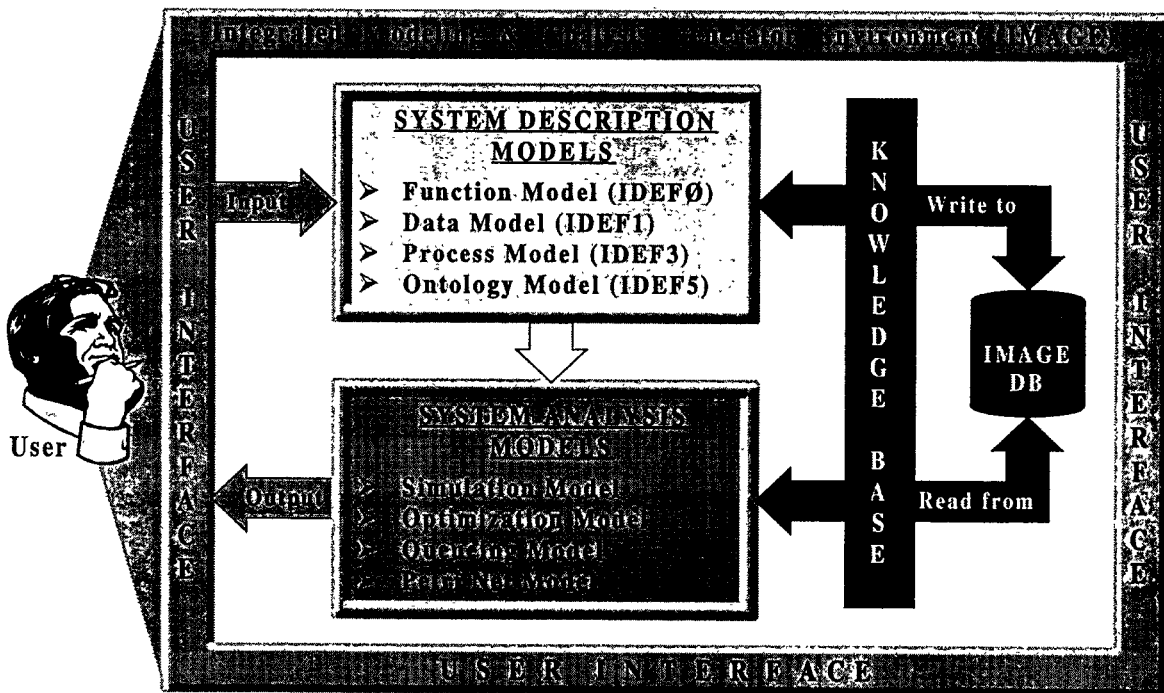 Integrated Modeling & Analysis Generator Environment (IMAGE)
USER INTERFACE
SYSTEM DESCRIPTION
MODELS
➢ Function Model (IDEFØ)
➢ Data Model (IDEF1)
➢ Process Model (IDEF3)
➢ Ontology Model (IDEF5)
Input
SYSTEM ANALYSIS
MODELS
➢ Simulation Model
➢ Optimization Model
➢ Queuing Model
➢ Petri Net Model
Output
User
KNOWLEDGE BASE
Write to
IMAGE
DB
Read from
USER INTERFACE
USER INTERFACE